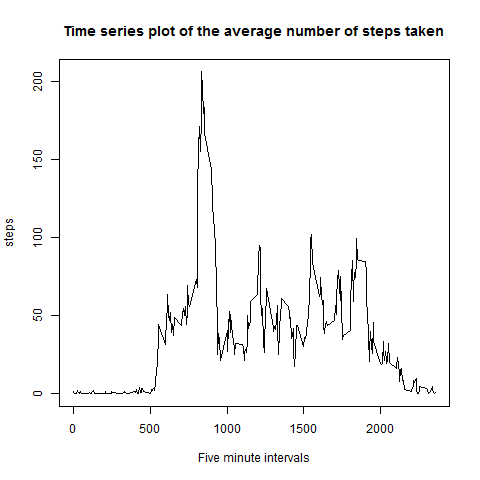 Time series plot of the average number of steps taken
200
150
100
50
0
steps
0 500 1000 1500 2000
Five minute intervals